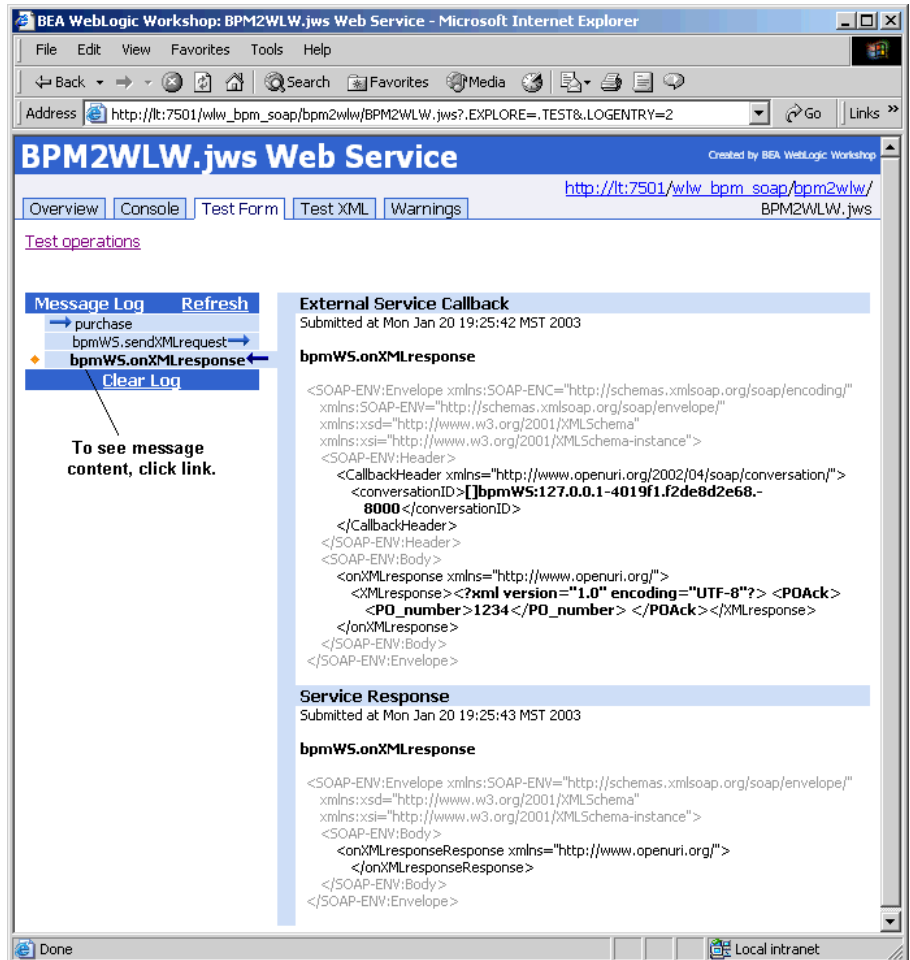 BEA WebLogic Workshop: BPM2WLW.jws Web Service - Microsoft Internet Explorer
File Edit View Favorites Tools Help
Back Search Favorites Media
Address http://lt:7501/wlw_bpm_soap/bpm2wlw/BPM2WLW.jws?.EXPLORE=.TEST&.LOGENTRY=2 Go Links »
BPM2WLW.jws Web Service Created by BEA WebLogic Workshop
http://lt:7501/wlw_bpm_soap/bpm2wlw/
BPM2WLW.jws
Overview Console Test Form Test XML Warnings
Test operations
Message Log Refresh
purchase
bpmWS.sendXMLrequest
bpmWS.onXMLresponse
Clear Log
To see message
content, click link.
External Service Callback
Submitted at Mon Jan 20 19:25:42 MST 2003
bpmWS.onXMLresponse
<SOAP-ENV:Envelope xmlns:SOAP-ENC="http://schemas.xmlsoap.org/soap/encoding/"
xmlns:SOAP-ENV="http://schemas.xmlsoap.org/soap/envelope/"
xmlns:xsd="http://www.w3.org/2001/XMLSchema"
xmlns:xsi="http://www.w3.org/2001/XMLSchema-instance">
<SOAP-ENV:Header>
<CallbackHeader xmlns="http://www.openuri.org/2002/04/soap/conversation/">
<conversationID>[]bpmWS:127.0.0.1-4019f1.f2de8d2e68.-
8000</conversationID>
</CallbackHeader>
</SOAP-ENV:Header>
<SOAP-ENV:Body>
<onXMLresponse xmlns="http://www.openuri.org/">
<XMLresponse><?xml version="1.0" encoding="UTF-8"?> <POAck>
<PO_number>1234</PO_number> </POAck></XMLresponse>
</onXMLresponse>
</SOAP-ENV:Body>
</SOAP-ENV:Envelope>
Service Response
Submitted at Mon Jan 20 19:25:43 MST 2003
bpmWS.onXMLresponse
<SOAP-ENV:Envelope xmlns:SOAP-ENV="http://schemas.xmlsoap.org/soap/envelope/"
xmlns:xsd="http://www.w3.org/2001/XMLSchema"
xmlns:xsi="http://www.w3.org/2001/XMLSchema-instance">
<SOAP-ENV:Body>
<onXMLresponseResponse xmlns="http://www.openuri.org/">
</onXMLresponseResponse>
</SOAP-ENV:Body>
</SOAP-ENV:Envelope>
Done Local intranet